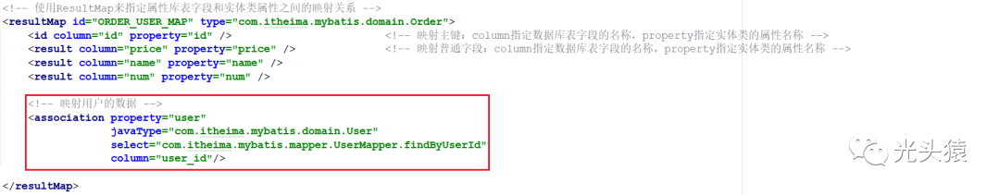 <!-- 使用ResultMap来指定属性库表字段和实体类属性之间的映射关系 -->
<resultMap id="ORDER_USER_MAP" type="com.itheima.mybatis.domain.Order">
<id column="id" property="id" /> <!-- 映射主键：column指定数据库表字段的名称，property指定实体类的属性名称 -->
<result column="price" property="price" /> <!-- 映射普通字段：column指定数据库表字段的名称，property指定实体类的属性名称 -->
<result column="name" property="name" />
<result column="num" property="num" />
<!-- 映射用户的数据 -->
<association property="user"
javaType="com.itheima.mybatis.domain.User"
select="com.itheima.mybatis.mapper.UserMapper.findByUserId"
column="user_id"/>
光头猿
</resultMap>